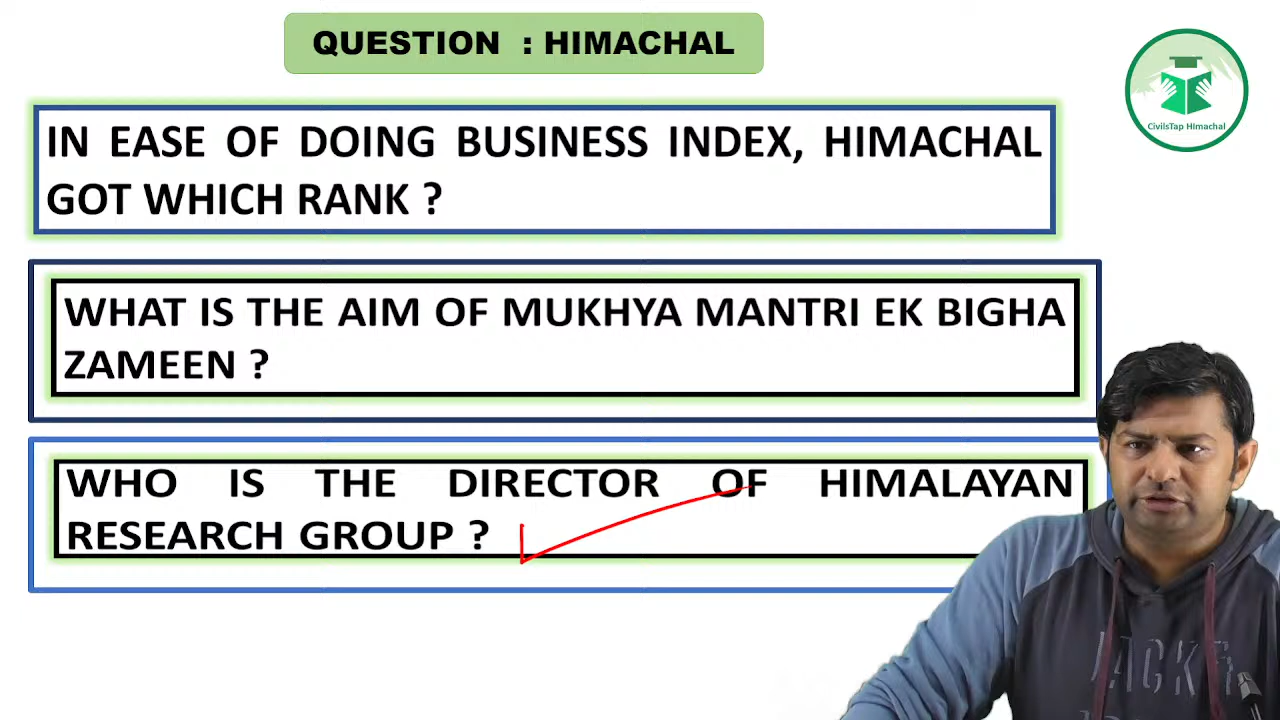 QUESTION : HIMACHAL
CivilsTap HImachal
IN EASE OF DOING BUSINESS INDEX, HIMACHAL
GOT WHICH RANK ?
WHAT IS THE AIM OF MUKHYA MANTRI EK BIGHA
ZAMEEN ?
WHO IS THE DIRECTOR OF HIMALAYAN
RESEARCH GROUP ?